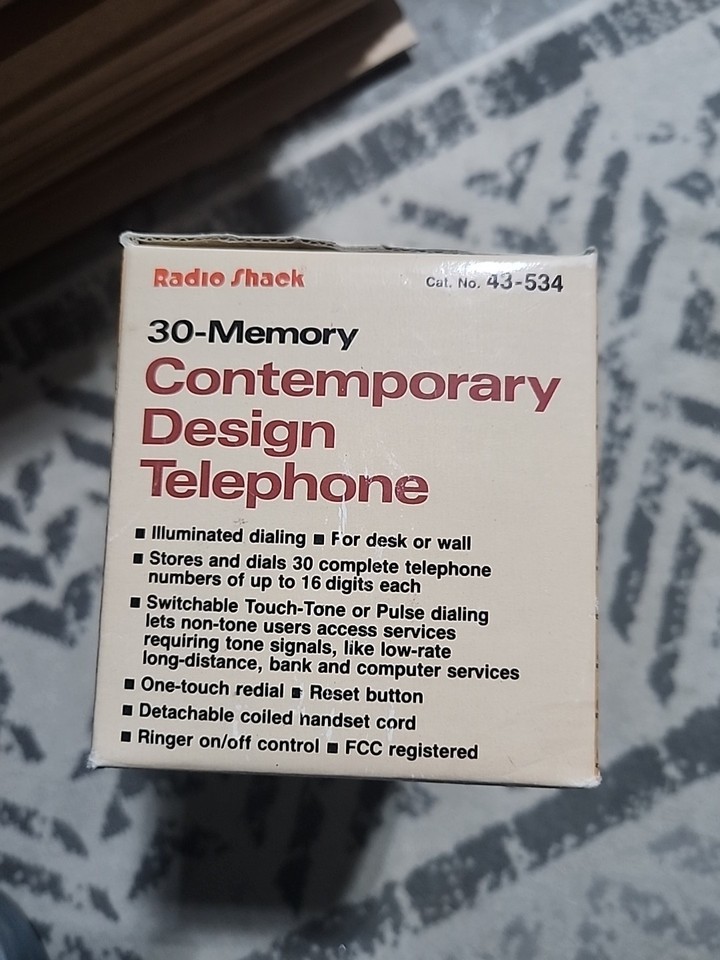 Radio Shack Cat. No. 43-534
30-Memory
Contemporary
Design
Telephone
■ Illuminated dialing ■ For desk or wall
■ Stores and dials 30 complete telephone
numbers of up to 16 digits each
■ Switchable Touch-Tone or Pulse dialing
lets non-tone users access services
requiring tone signals, like low-rate
long-distance, bank and computer services
■ One-touch redial ■ Reset button
■ Detachable coiled handset cord
■ Ringer on/off control ■ FCC registered